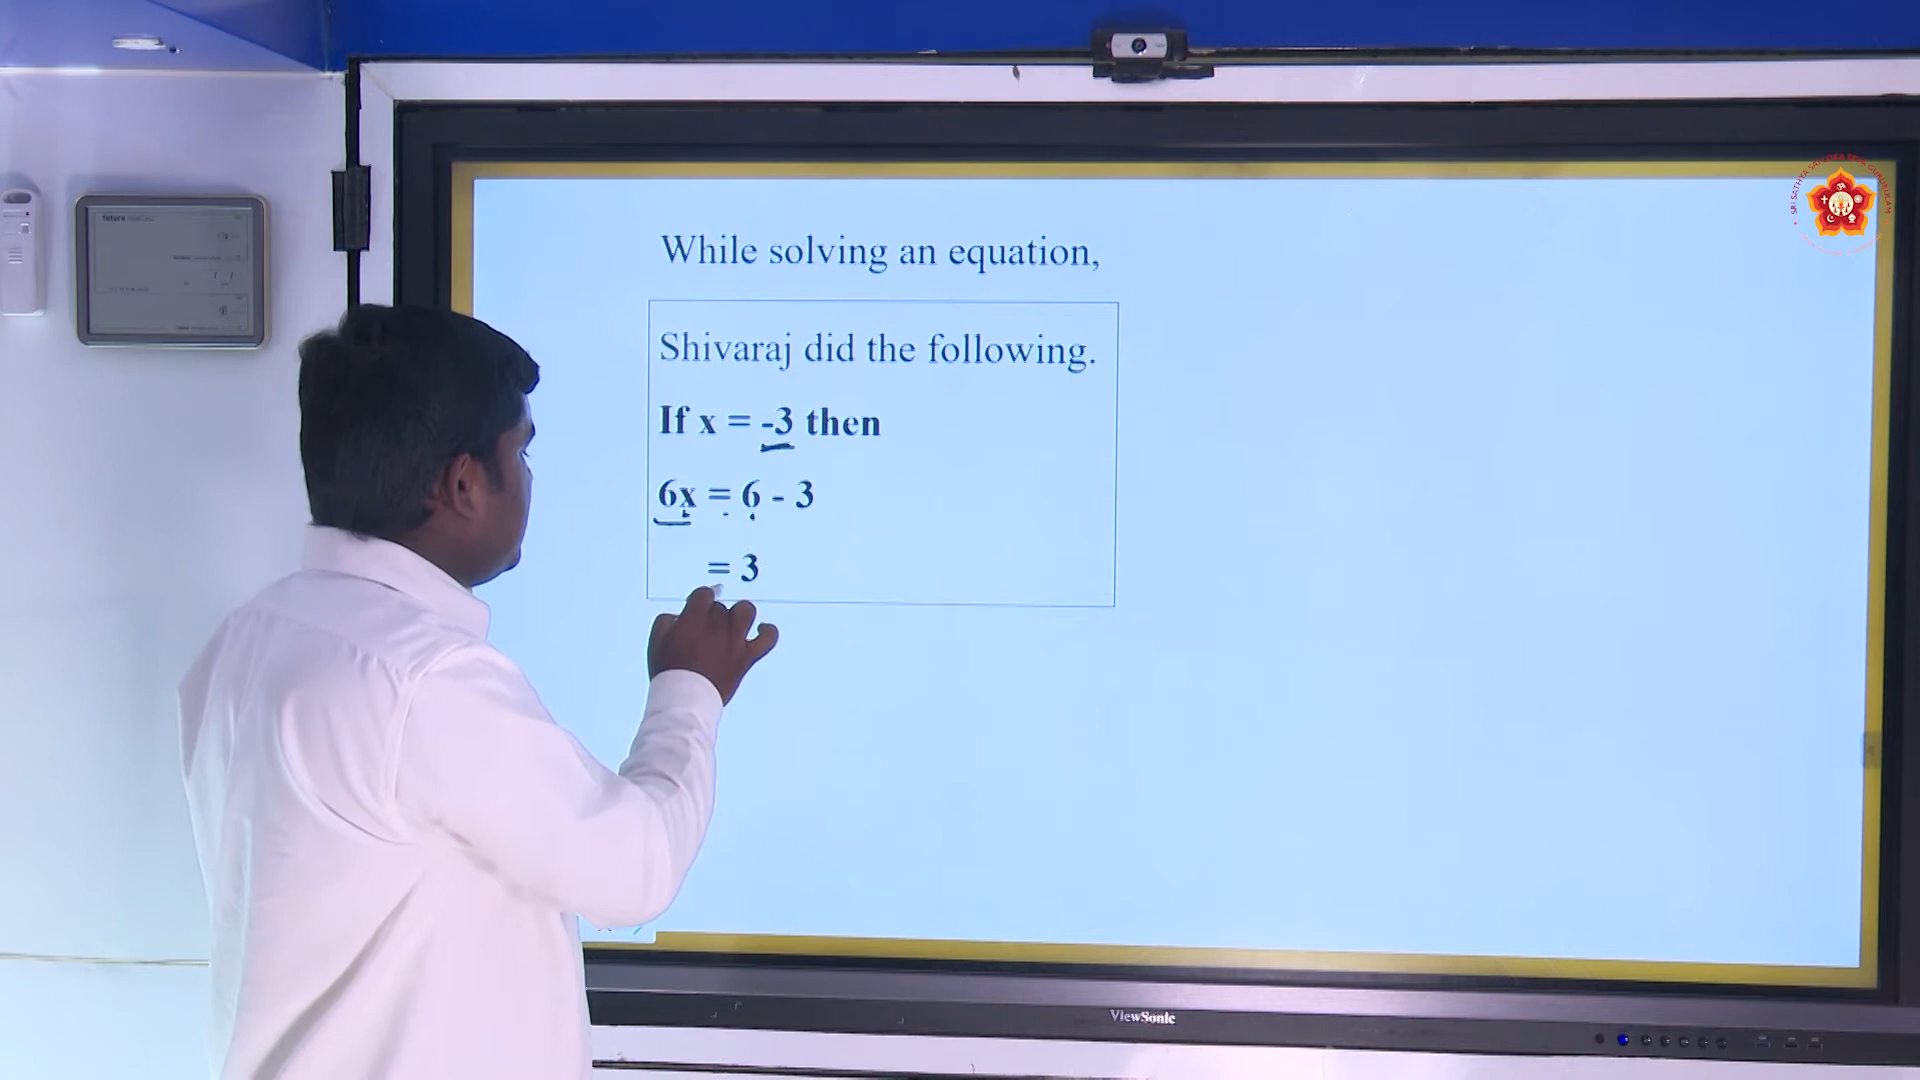 While solving an equation,
Shivaraj did the following.
If x = -3 then
6x = 6 - 3
= 3
ViewSonic